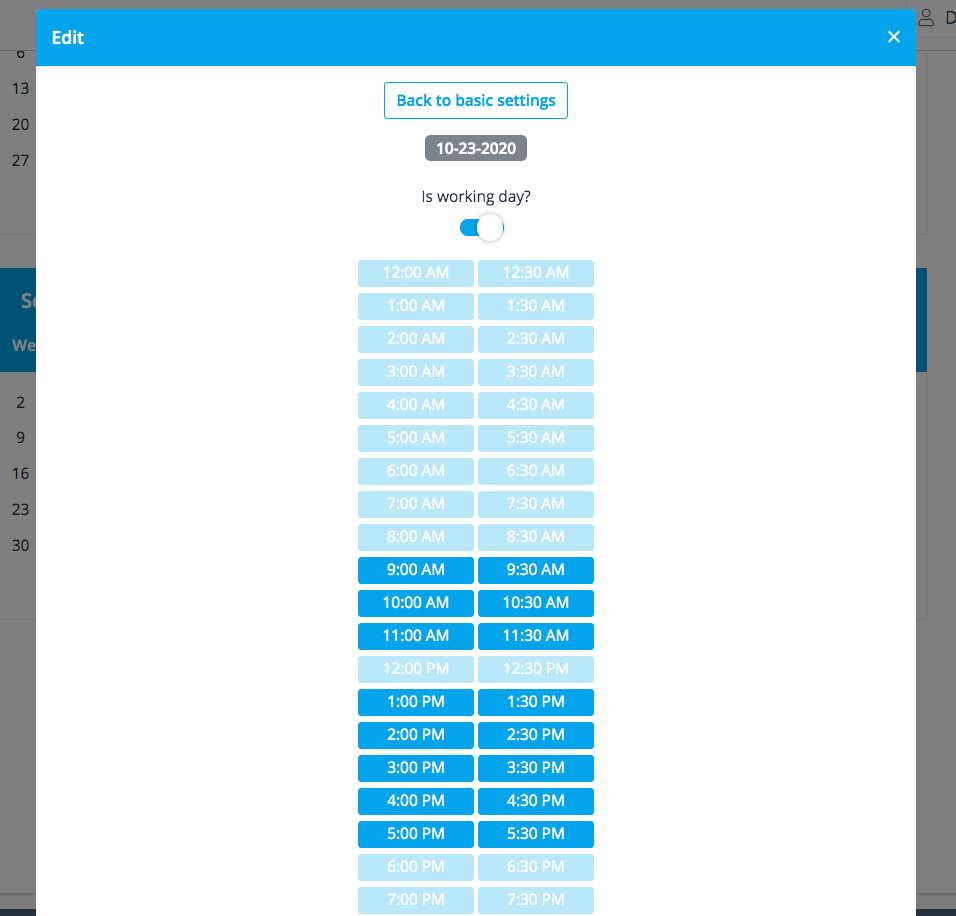 D
Edit ×
6
Back to basic settings
13
20
10-23-2020
27
Is working day?
12:00 AM 12:30 AM
1:00 AM 1:30 AM
2:00 AM 2:30 AM
3:00 AM 3:30 AM
4:00 AM 4:30 AM
5:00 AM 5:30 AM
6:00 AM 6:30 AM
7:00 AM 7:30 AM
8:00 AM 8:30 AM
9:00 AM 9:30 AM
10:00 AM 10:30 AM
11:00 AM 11:30 AM
12:00 PM 12:30 PM
1:00 PM 1:30 PM
2:00 PM 2:30 PM
3:00 PM 3:30 PM
4:00 PM 4:30 PM
5:00 PM 5:30 PM
6:00 PM 6:30 PM
7:00 PM 7:30 PM
We
2
9
16
23
30